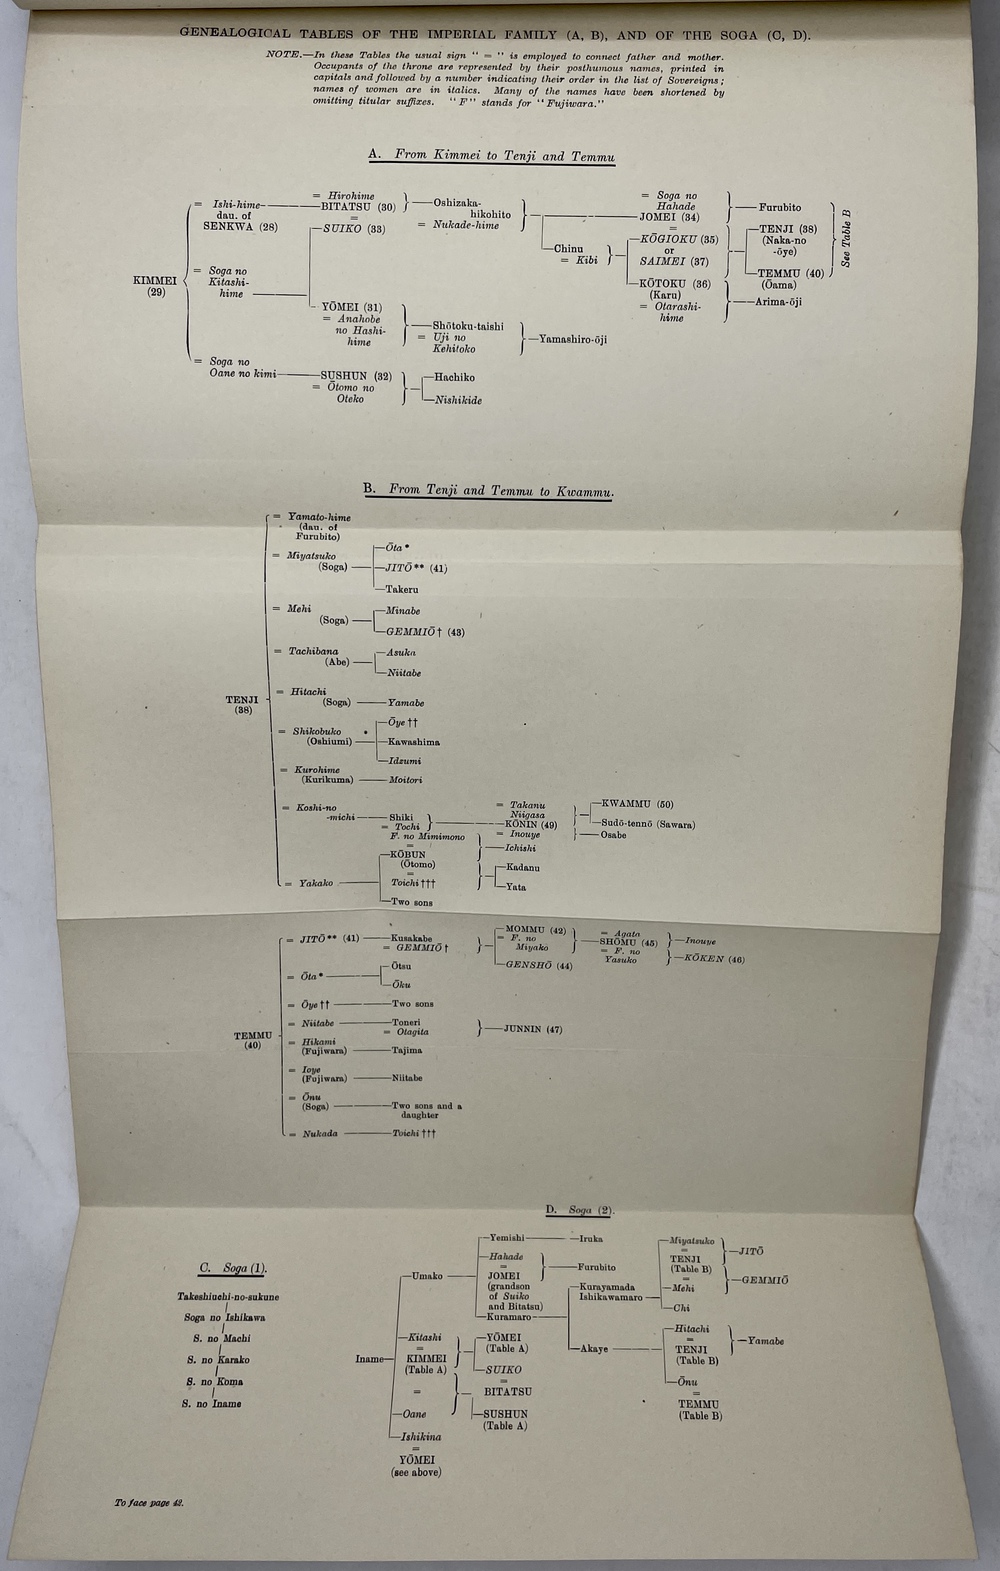 GENEALOGICAL TABLES OF THE IMPERIAL FAMILY (A, B), AND OF THE SOGA (C, D).
NOTE.—In these Tables the usual sign " = " is employed to connect father and mother.
Occupants of the throne are represented by their posthumous names, printed in
capitals and followed by a number indicating their order in the list of Sovereigns;
names of women are in italics. Many of the names have been shortened by
omitting titular suffixes. "F" stands for "Fujiwara."
A. From Kimmei to Tenji and Temmu
KIMMEI
(29)
= Ishi-hime
dau. of
SENKWA (28)
= Hirohime
BITATSU (30)
=
SUIKO (33)
Oshizaka-
hikohito
= Nukade-hime
= Soga no
Hahade
JOMEI (34)
=
KŌGIOKU (35)
or
SAIMEI (37)
KŌTOKU (36)
(Karu)
= Otarashi-
hime
Chinu
= Kibi
Furubito
TENJI (38)
(Naka-no
-ōye)
TEMMU (40)
(Ōama)
Arima-ōji
See Table B
= Soga no
Kitashi-
hime
YŌMEI (31)
= Anahobe
no Hashi-
hime
Shōtoku-taishi
= Uji no
Kehitoko
Yamashiro-ōji
= Soga no
Oane no kimi
SUSHUN (32)
= Ōtomo no
Oteko
Hachiko
Nishikide
B. From Tenji and Temmu to Kwammu.
TENJI
(38)
= Yamato-hime
(dau. of
Furubito)
= Miyatsuko
(Soga)
Ōta *
JITŌ ** (41)
Takeru
= Mehi
(Soga)
Minabe
GEMMIŌ † (43)
= Tachibana
(Abe)
Asuka
Niitabe
= Hitachi
(Soga)
Yamabe
= Shikobuko
(Oshiumi)
Ōye ††
Kawashima
Idzumi
= Kurohime
(Kurikuma)
Moitori
= Koshi-no
-michi
Shiki
= Tochi
F. no Mimimono
= Takanu
Niigasa
KŌNIN (49)
= Inouye
KWAMMU (50)
Sudō-tennō (Sawara)
Osabe
= Yakako
KŌBUN
(Ōtomo)
=
Toichi †††
Two sons
Ichishi
Kadanu
Yata
TEMMU
(40)
= JITŌ ** (41)
Kusakabe
= GEMMIŌ †
MOMMU (42)
= F. no
Miyako
GENSHŌ (44)
= Agata
SHŌMU (45)
= F. no
Yasuko
Inouye
KŌKEN (46)
= Ōta *
Ōtsu
Ōku
= Ōye ††
Two sons
= Niitabe
Toneri
= Otagita
JUNNIN (47)
= Hikami
(Fujiwara)
Tajima
= Ioye
(Fujiwara)
Niitabe
= Ōnu
(Soga)
Two sons and a
daughter
= Nukada
Toichi †††
C. Soga (1).
Takeshiuchi-no-sukune
Soga no Ishikawa
S. no Machi
S. no Karako
S. no Koma
S. no Iname
D. Soga (2).
Iname
Umako
Yemishi
Iruka
Hahade
=
JOMEI
(grandson
of Suiko
and Bitatsu)
Furubito
Kuramaro
Kurayamada
Ishikawamaro
Miyatsuko
=
TENJI
(Table B)
=
Mehi
Chi
JITŌ
GEMMIŌ
Akaye
Hitachi
=
TENJI
(Table B)
Yamabe
Ōnu
=
TEMMU
(Table B)
Kitashi
=
KIMMEI
(Table A)
=
Oane
YŌMEI
(Table A)
SUIKO
=
BITATSU
SUSHUN
(Table A)
Ishikina
=
YŌMEI
(see above)
To face page 42.